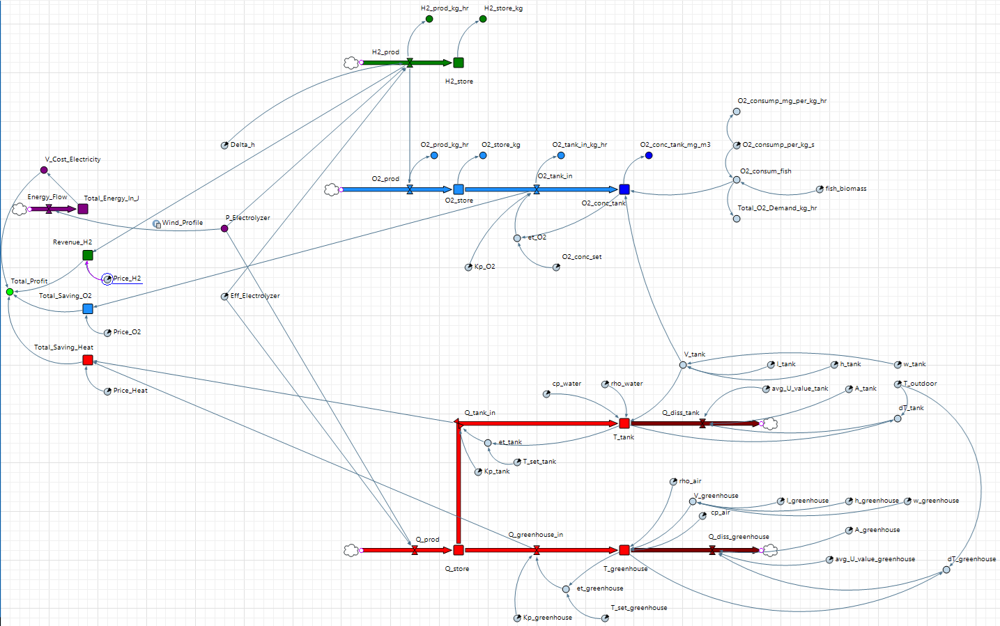 H2_prod_kg_hr
H2_store_kg
H2_prod
H2_store
O2_consump_mg_per_kg_hr
Delta_h
O2_prod_kg_hr
O2_store_kg
O2_tank_in_kg_hr
O2_conc_tank_mg_m3
O2_consump_per_kg_s
V_Cost_Electricity
O2_consum_fish
O2_prod
O2_tank_in
fish_biomass
Energy_Flow
Total_Energy_In_J
O2_store
O2_conc_tank
Total_O2_Demand_kg_hr
Wind_Profile
P_Electrolyzer
Revenue_H2
et_O2
O2_conc_set
Kp_O2
Price_H2
Total_Profit
Total_Saving_O2
Eff_Electrolyzer
Price_O2
Total_Saving_Heat
V_tank
l_tank
h_tank
w_tank
Price_Heat
cp_water
rho_water
avg_U_value_tank
A_tank
T_outdoor
Q_tank_in
Q_diss_tank
dT_tank
T_tank
et_tank
T_set_tank
Kp_tank
rho_air
V_greenhouse
l_greenhouse
h_greenhouse
w_greenhouse
cp_air
Q_prod
Q_greenhouse_in
Q_diss_greenhouse
A_greenhouse
avg_U_value_greenhouse
dT_greenhouse
Q_store
T_greenhouse
et_greenhouse
T_set_greenhouse
Kp_greenhouse